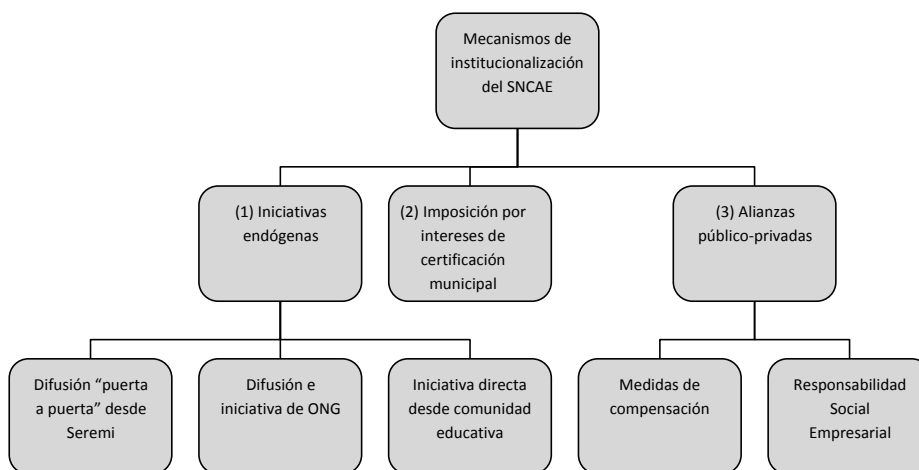 Mecanismos de
institucionalización
del SNCAE
(1) Iniciativas
endógenas
(2) Imposición por
intereses de
certificación
municipal
(3) Alianzas
público-privadas
Difusión “puerta
a puerta” desde
Seremi
Difusión e
iniciativa de ONG
Iniciativa directa
desde comunidad
educativa
Medidas de
compensación
Responsabilidad
Social
Empresarial